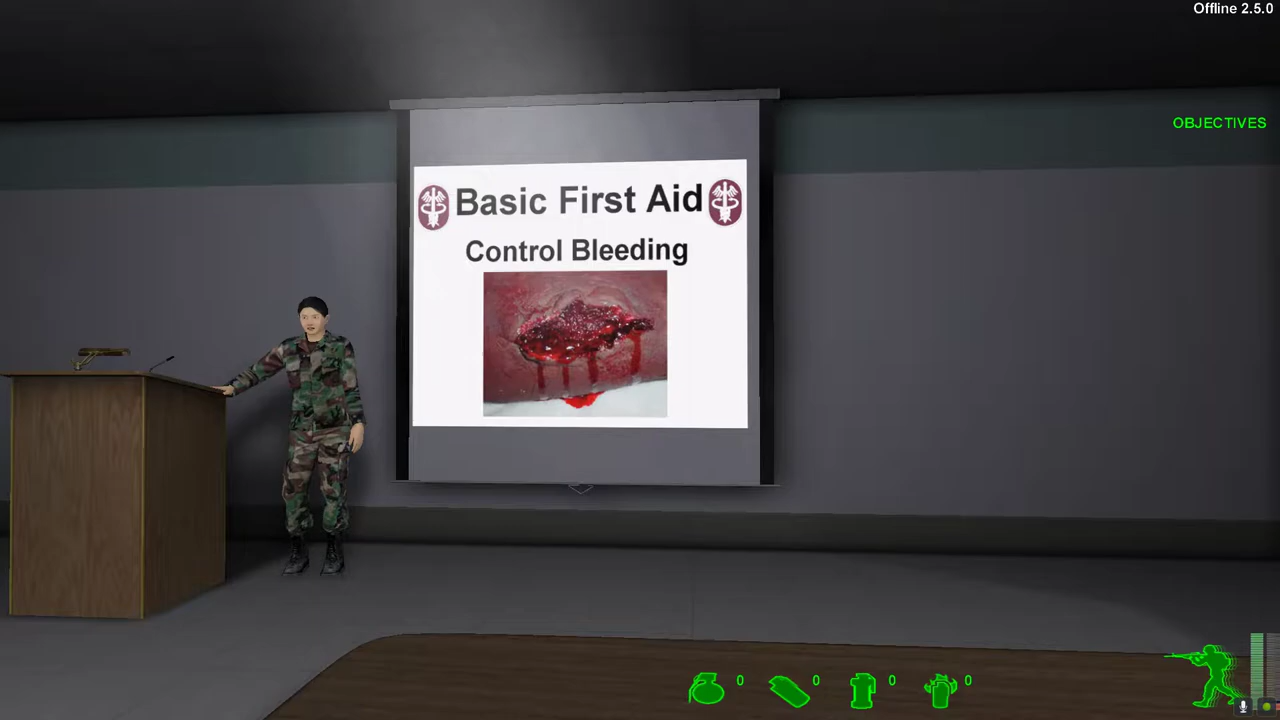 Offline 2.5.0
OBJECTIVES
Basic First Aid
Control Bleeding
0 0 0 0